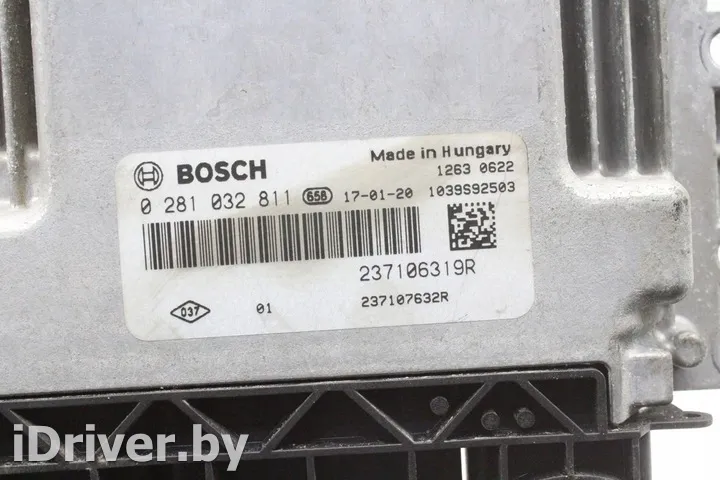 BOSCH
Made in Hungary
1263 0622
0 281 032 811 658 17-01-20 1039S92503
237106319R
037 01 237107632R
iDriver.by